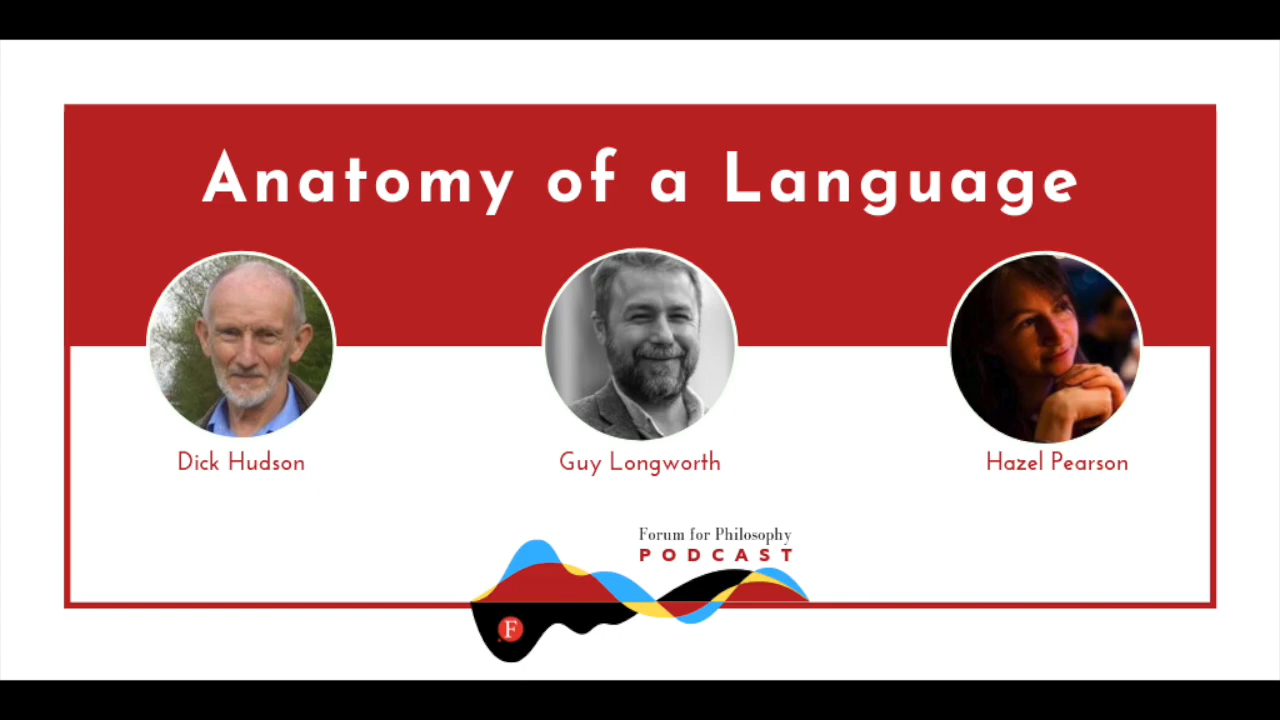 Anatomy of a Language
Dick Hudson
Guy Longworth
Hazel Pearson
Forum for Philosophy
PODCAST
F